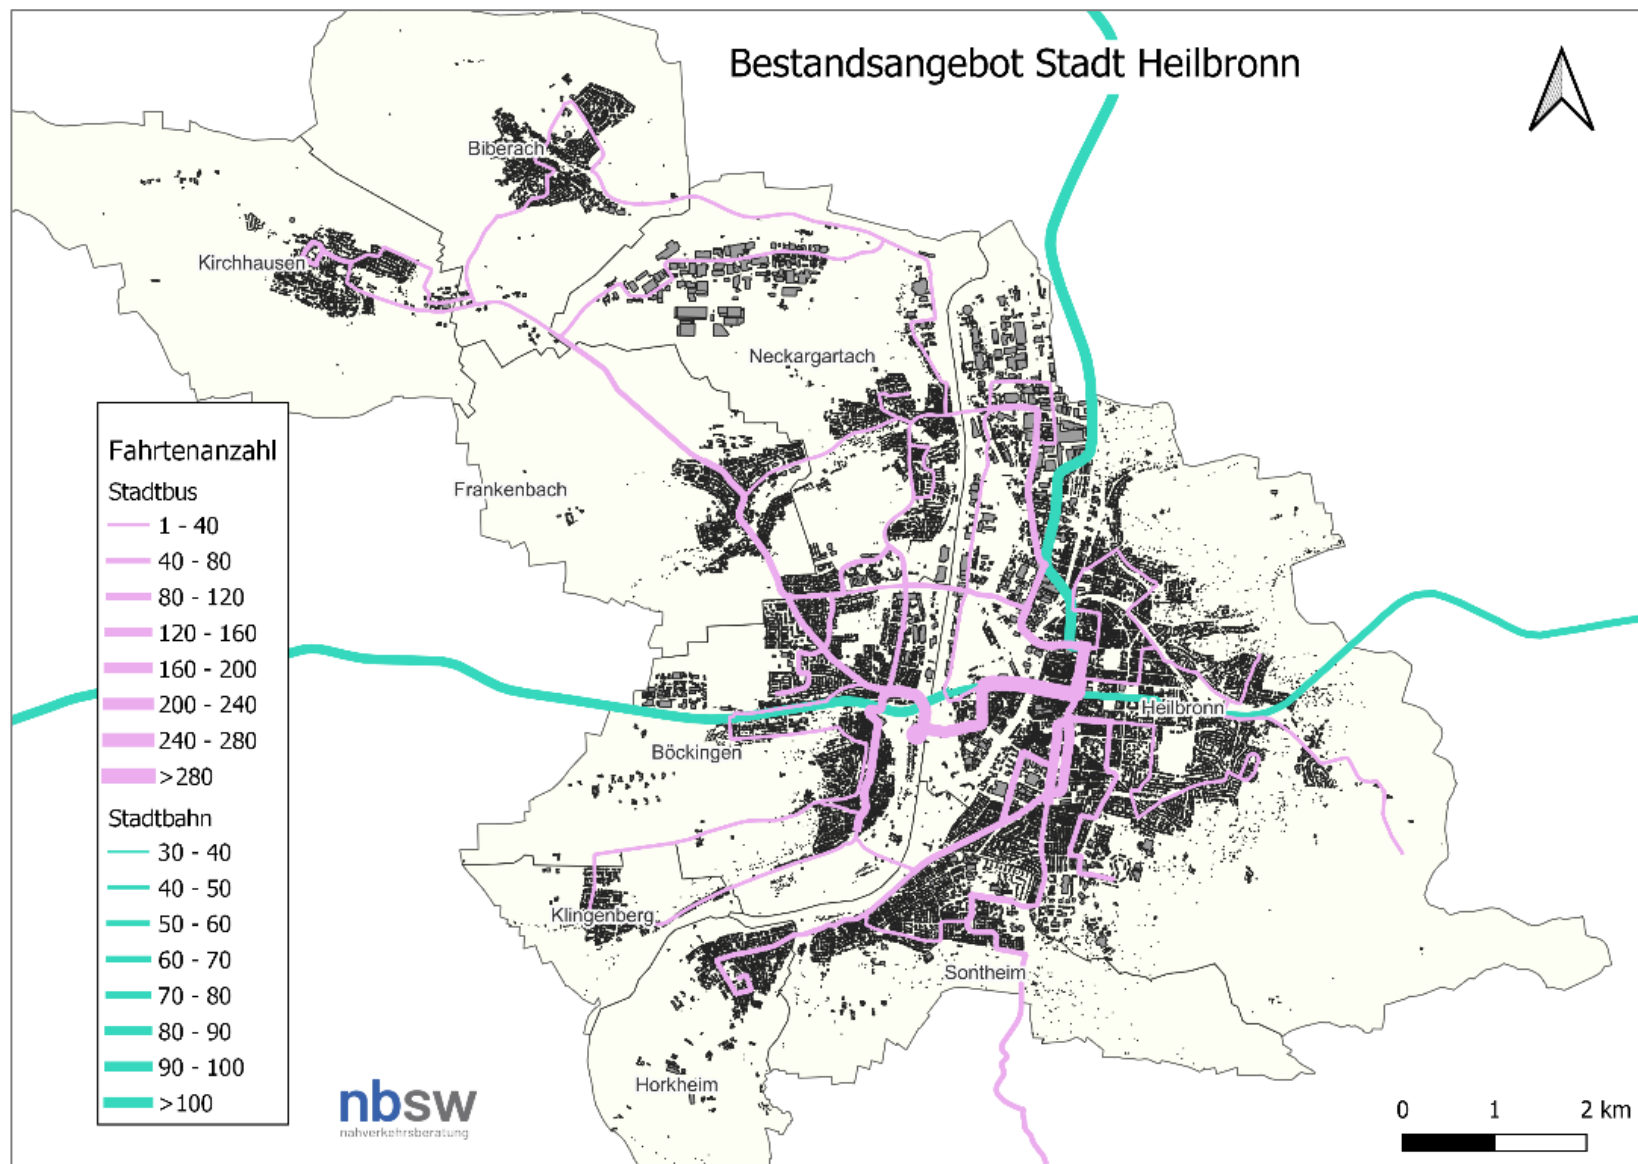 Bestandsangebot Stadt Heilbronn
Biberach
Kirchhausen
Neckargartach
Frankenbach
Heilbronn
Böckingen
Klingenberg
Sontheim
Horkheim
Fahrtenanzahl
Stadtbus
1 - 40
40 - 80
80 - 120
120 - 160
160 - 200
200 - 240
240 - 280
>280
Stadtbahn
30 - 40
40 - 50
50 - 60
60 - 70
70 - 80
80 - 90
90 - 100
>100
nbsw
nahverkehrsberatung
0 1 2 km